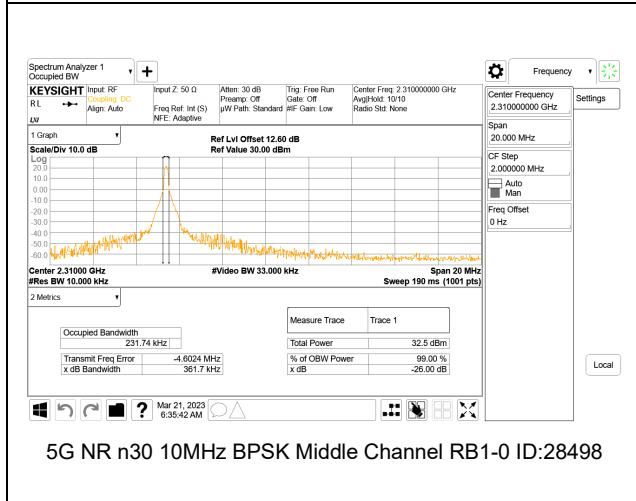 Spectrum Analyzer 1
Occupied BW
▼
+
Frequency
▼
KEYSIGHT Input: RF Input Z: 50 Ω Atten: 30 dB Trig: Free Run Center Freq: 2.310000000 GHz
RL Coupling: DC Preamp: Off Gate: Off Avg|Hold: 10/10
Align: Auto Freq Ref: Int (S) µW Path: Standard #IF Gain: Low Radio Std: None
LXI NFE: Adaptive
Center Frequency
2.310000000 GHz
Settings
Span
20.000 MHz
CF Step
2.000000 MHz
Auto
Man
Freq Offset
0 Hz
Local
1 Graph ▼
Ref Lvl Offset 12.60 dB
Scale/Div 10.0 dB Ref Value 30.00 dBm
Log
20.0
10.0
0.00
-10.0
-20.0
-30.0
-40.0
-50.0
-60.0
Center 2.31000 GHz #Video BW 33.000 kHz Span 20 MHz
#Res BW 10.000 kHz Sweep 190 ms (1001 pts)
2 Metrics ▼
Measure Trace Trace 1
Occupied Bandwidth
231.74 kHz Total Power 32.5 dBm
Transmit Freq Error -4.6024 MHz % of OBW Power 99.00 %
x dB Bandwidth 361.7 kHz x dB -26.00 dB
? Mar 21, 2023
6:35:42 AM
5G NR n30 10MHz BPSK Middle Channel RB1-0 ID:28498